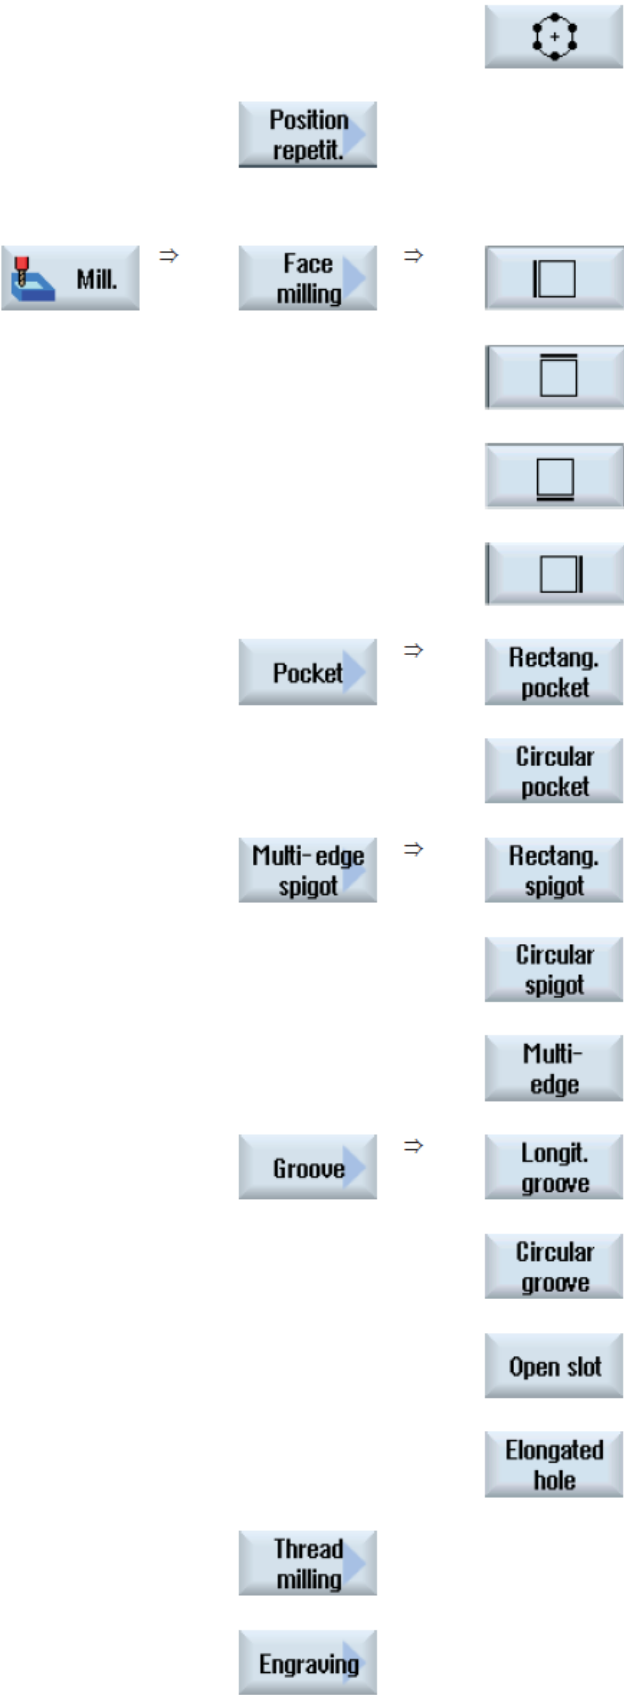 Position
repetit.
Mill.
⇒
Face
milling
⇒
Pocket
⇒
Rectang.
pocket
Circular
pocket
Multi-edge
spigot
⇒
Rectang.
spigot
Circular
spigot
Multi-
edge
Groove
⇒
Longit.
groove
Circular
groove
Open slot
Elongated
hole
Thread
milling
Engraving